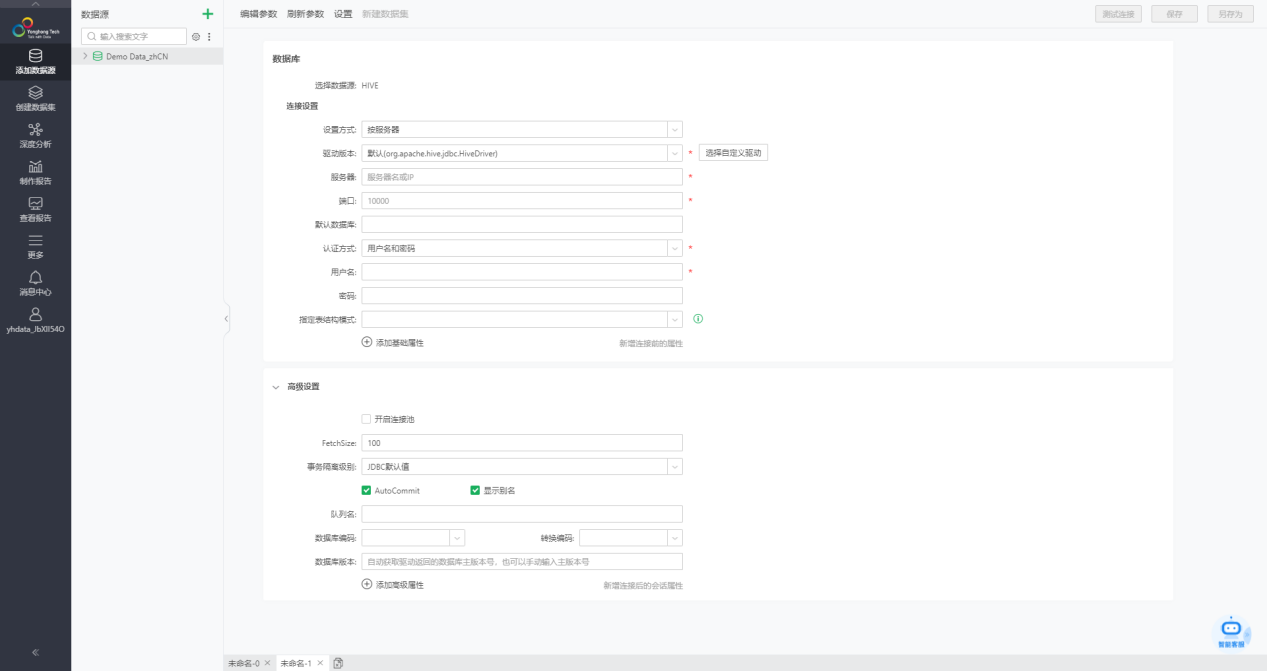 数据源
编辑参数 刷新参数 设置 新建数据集
测试连接 保存 另存为
Yonghong Tech
输入搜索文字
Demo Data_zhCN
添加数据源
创建数据集
深度分析
制作报告
查看报告
更多
消息中心
数据库
选择数据源: HIVE
连接设置
设置方式: 按服务器
驱动版本: 默认(org.apache.hive.jdbc.HiveDriver) * 选择自定义驱动
服务器: 服务器名或IP *
端口: 10000 *
默认数据库:
认证方式: 用户名和密码 *
用户名: *
密码:
指定表结构模式:
添加基础属性 新增连接前的属性
高级设置
开启连接池
FetchSize: 100
事务隔离级别: JDBC默认值
AutoCommit 显示别名
队列名:
数据库编码: 转换编码:
数据库版本: 自动获取驱动返回的数据库主版本号，也可以手动输入主版本号
添加高级属性 新增连接后的会话属性
智能客服
未命名-0 未命名-1